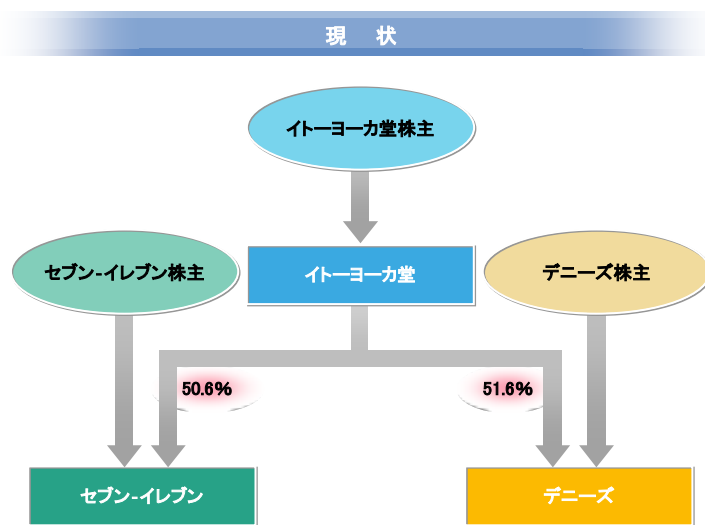 現 状
イトーヨーカ堂株主
セブン-イレブン株主
イトーヨーカ堂
デニーズ株主
50.6%
51.6%
セブン-イレブン
デニーズ